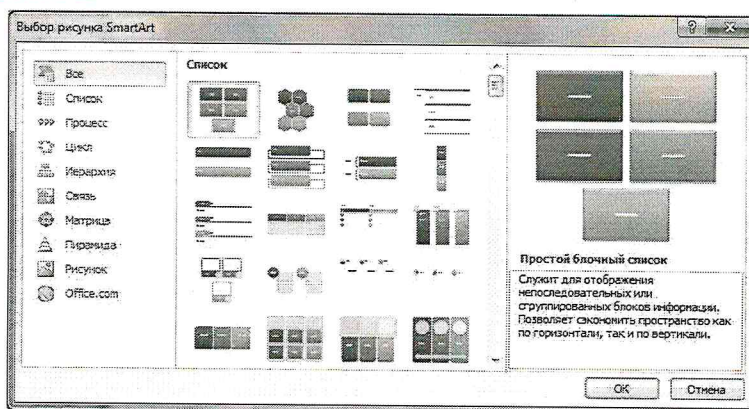 Выбор рисунка SmartArt
Все
Список
Процесс
Цикл
Иерархия
Связь
Матрица
Пирамида
Рисунок
Office.com
Список
Простой блочный список
Служит для отображения
непоследовательных или
сгруппированных блоков информации.
Позволяет сэкономить пространство как
по горизонтали, так и по вертикали.
ОК
Отмена